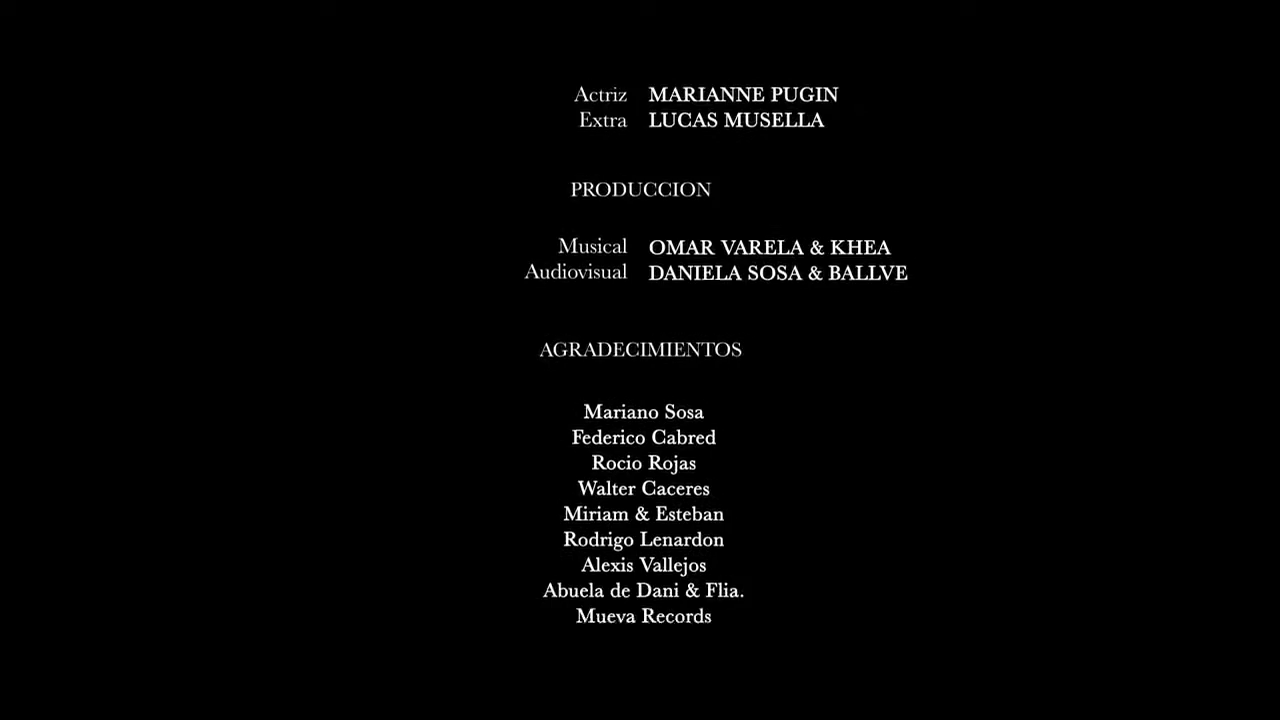 Actriz MARIANNE PUGIN
Extra LUCAS MUSELLA
PRODUCCION
Musical OMAR VARELA & KHEA
Audiovisual DANIELA SOSA & BALLVE
AGRADECIMIENTOS
Mariano Sosa
Federico Cabred
Rocio Rojas
Walter Caceres
Miriam & Esteban
Rodrigo Lenardon
Alexis Vallejos
Abuela de Dani & Flia.
Mueva Records